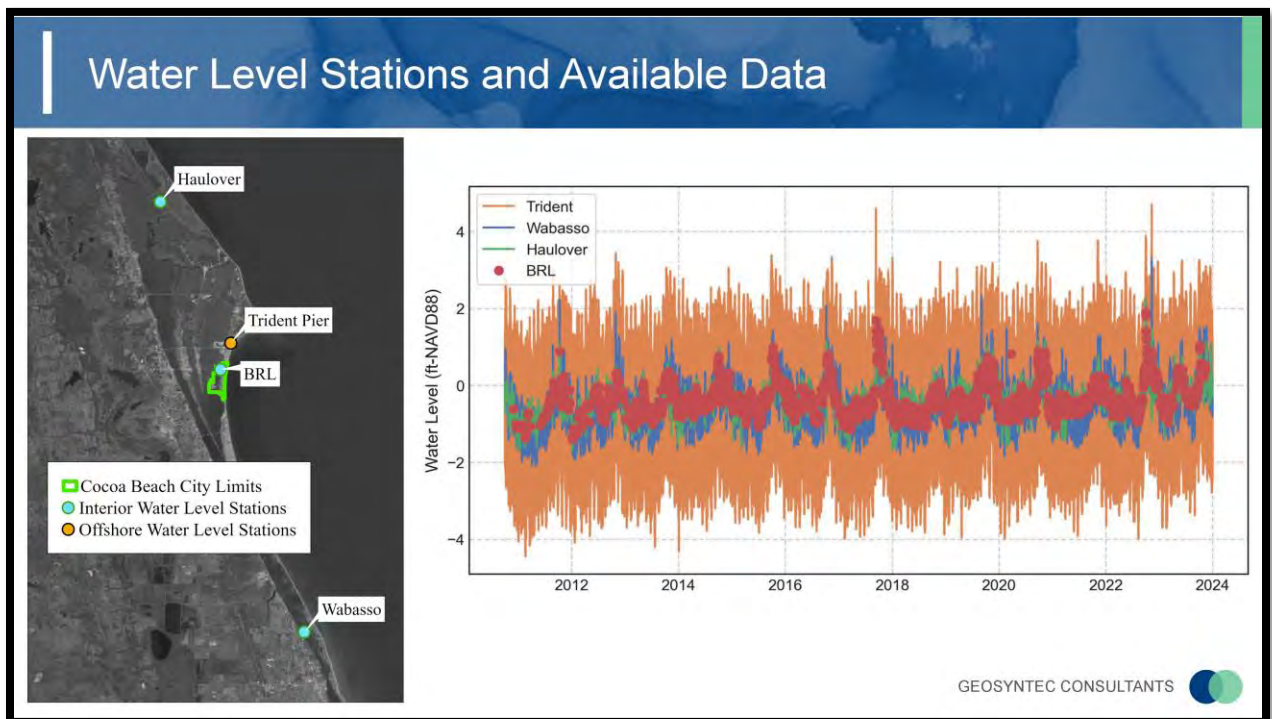 Water Level Stations and Available Data
Haulover
Trident Pier
BRL
Cocoa Beach City Limits
Interior Water Level Stations
Offshore Water Level Stations
Wabasso
Trident
Wabasso
Haulover
BRL
Water Level (ft-NAVD88)
4
2
0
−2
−4
2012
2014
2016
2018
2020
2022
2024
GEOSYNTEC CONSULTANTS